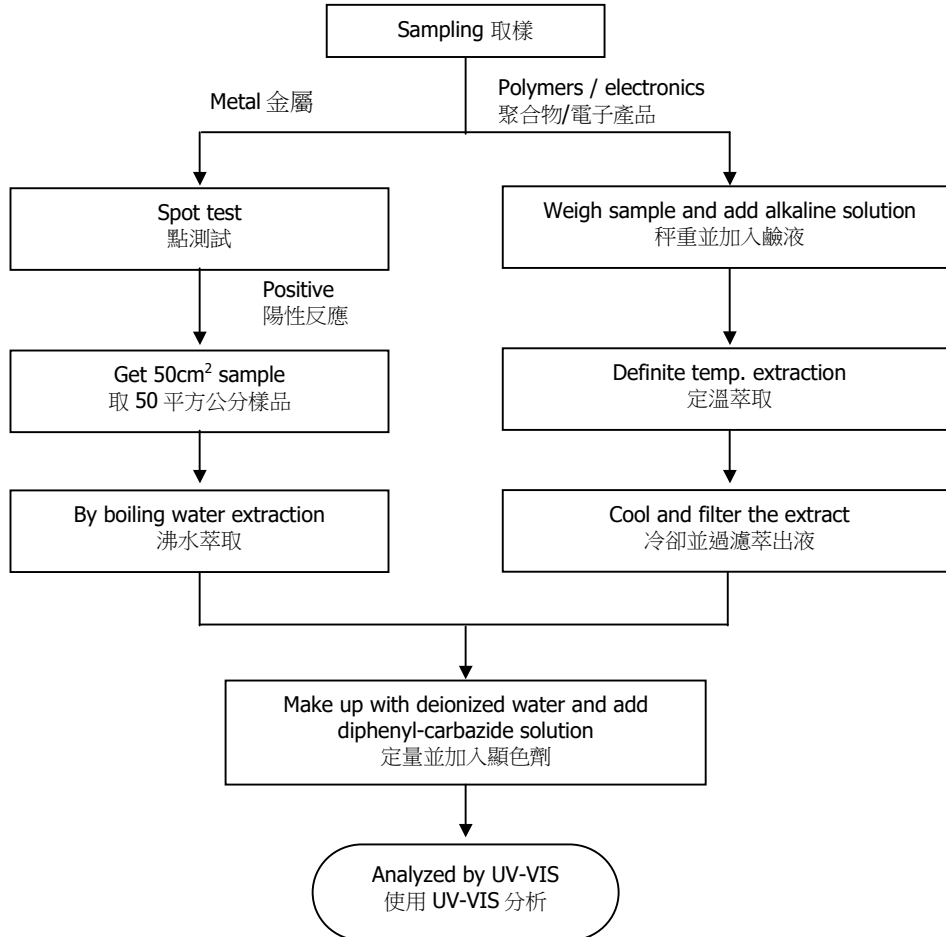 Sampling 取樣
Metal 金屬
Polymers / electronics
聚合物/電子產品
Spot test
點測試
Weigh sample and add alkaline solution
秤重並加入鹼液
Positive
陽性反應
Get 50cm² sample
取 50 平方公分樣品
Definite temp. extraction
定溫萃取
By boiling water extraction
沸水萃取
Cool and filter the extract
冷卻並過濾萃出液
Make up with deionized water and add
diphenyl-carbazide solution
定量並加入顯色劑
Analyzed by UV-VIS
使用 UV-VIS 分析